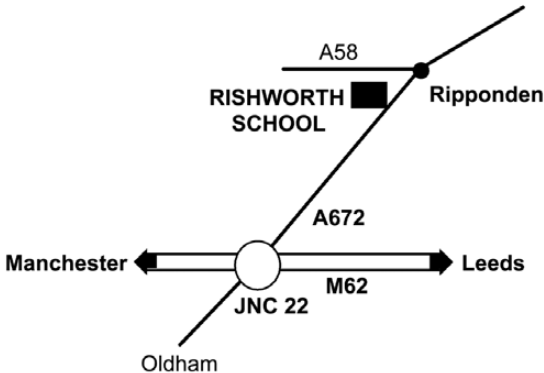 A58
RISHWORTH
SCHOOL
Ripponden
A672
Manchester
Leeds
M62
JNC 22
Oldham